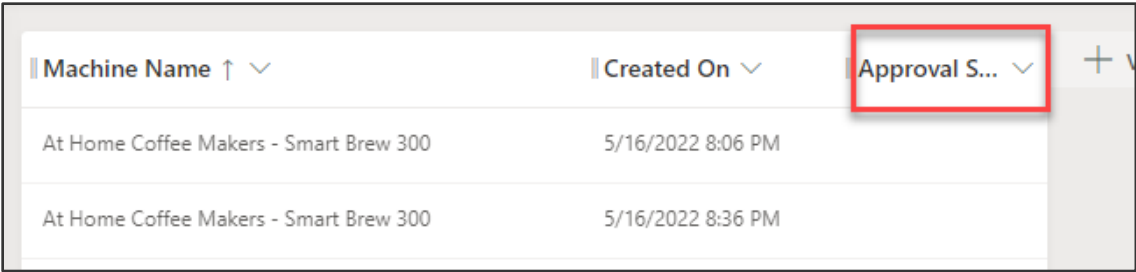 Machine Name ↑ Created On Approval S...
At Home Coffee Makers - Smart Brew 300 5/16/2022 8:06 PM
At Home Coffee Makers - Smart Brew 300 5/16/2022 8:36 PM